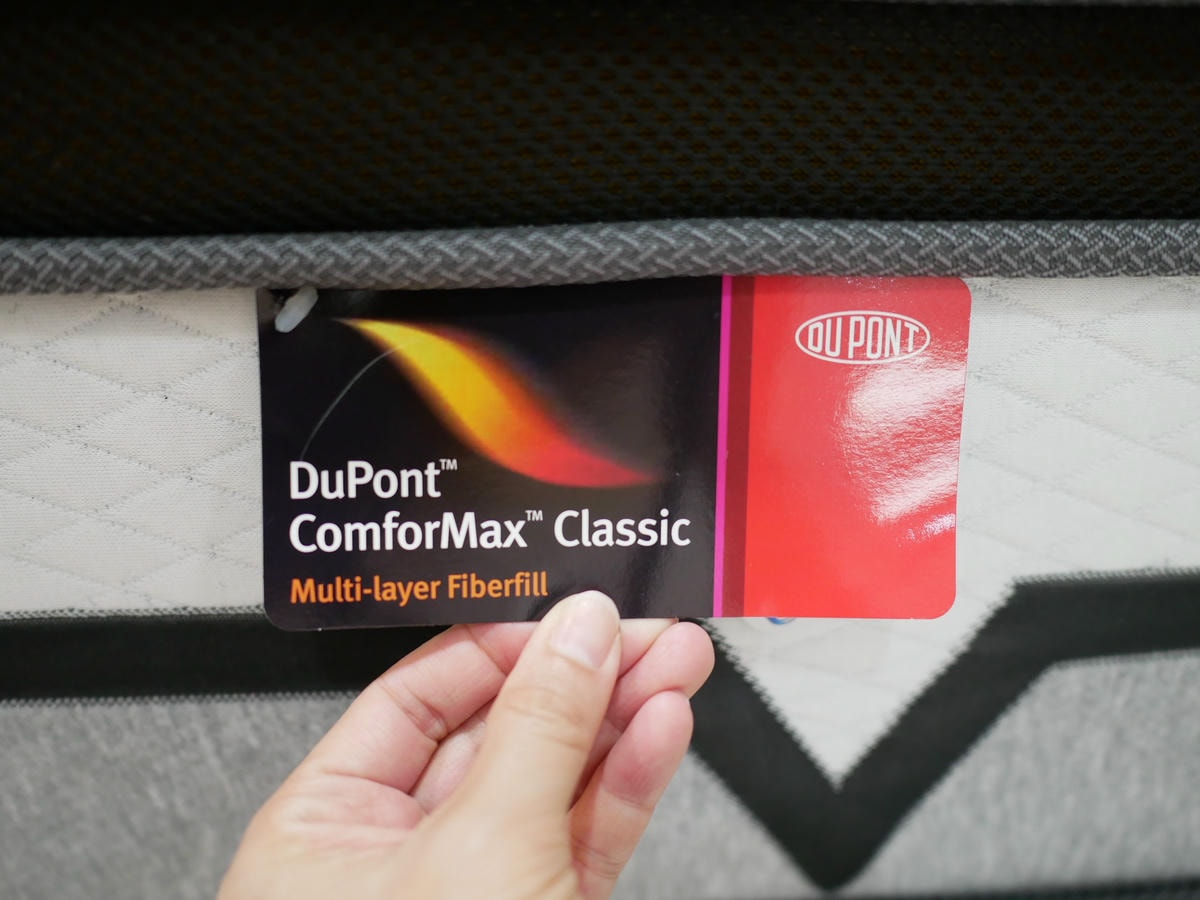 DU PONT
DuPont™
ComforMax™ Classic
Multi-layer Fiberfill